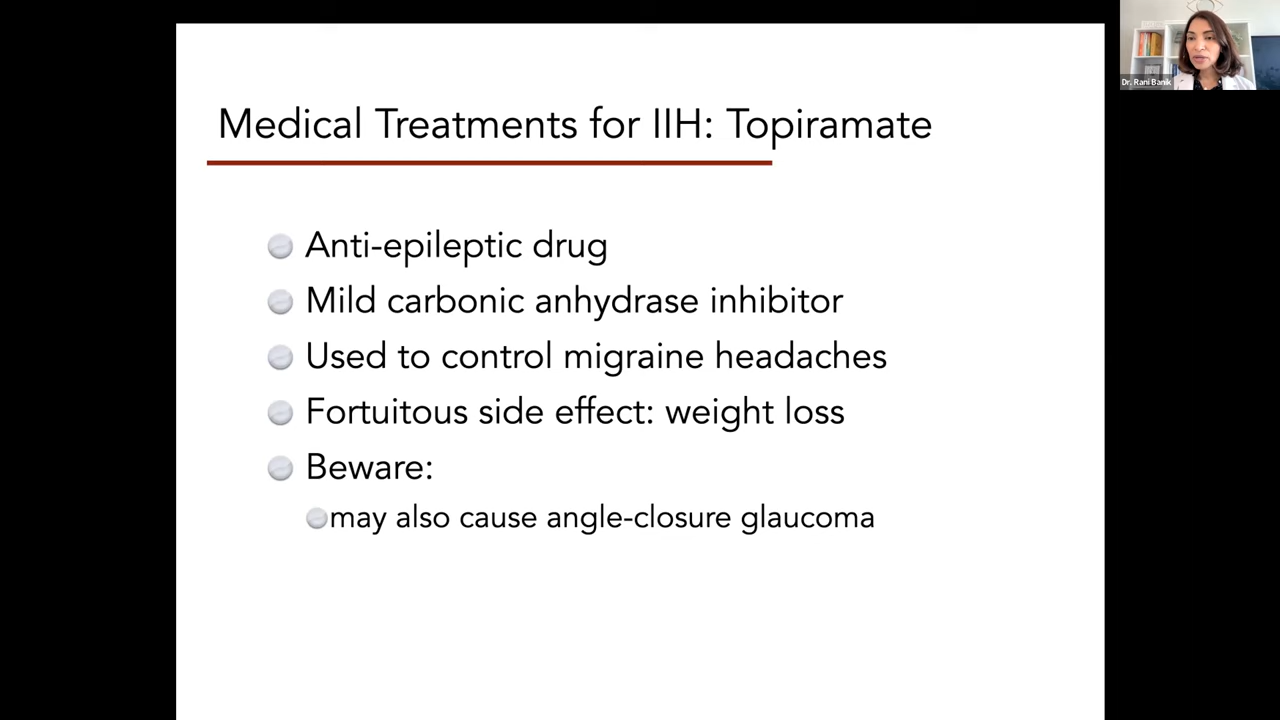 Medical Treatments for IIH: Topiramate
Anti-epileptic drug
Mild carbonic anhydrase inhibitor
Used to control migraine headaches
Fortuitous side effect: weight loss
Beware:
may also cause angle-closure glaucoma
Dr. Rani Banik